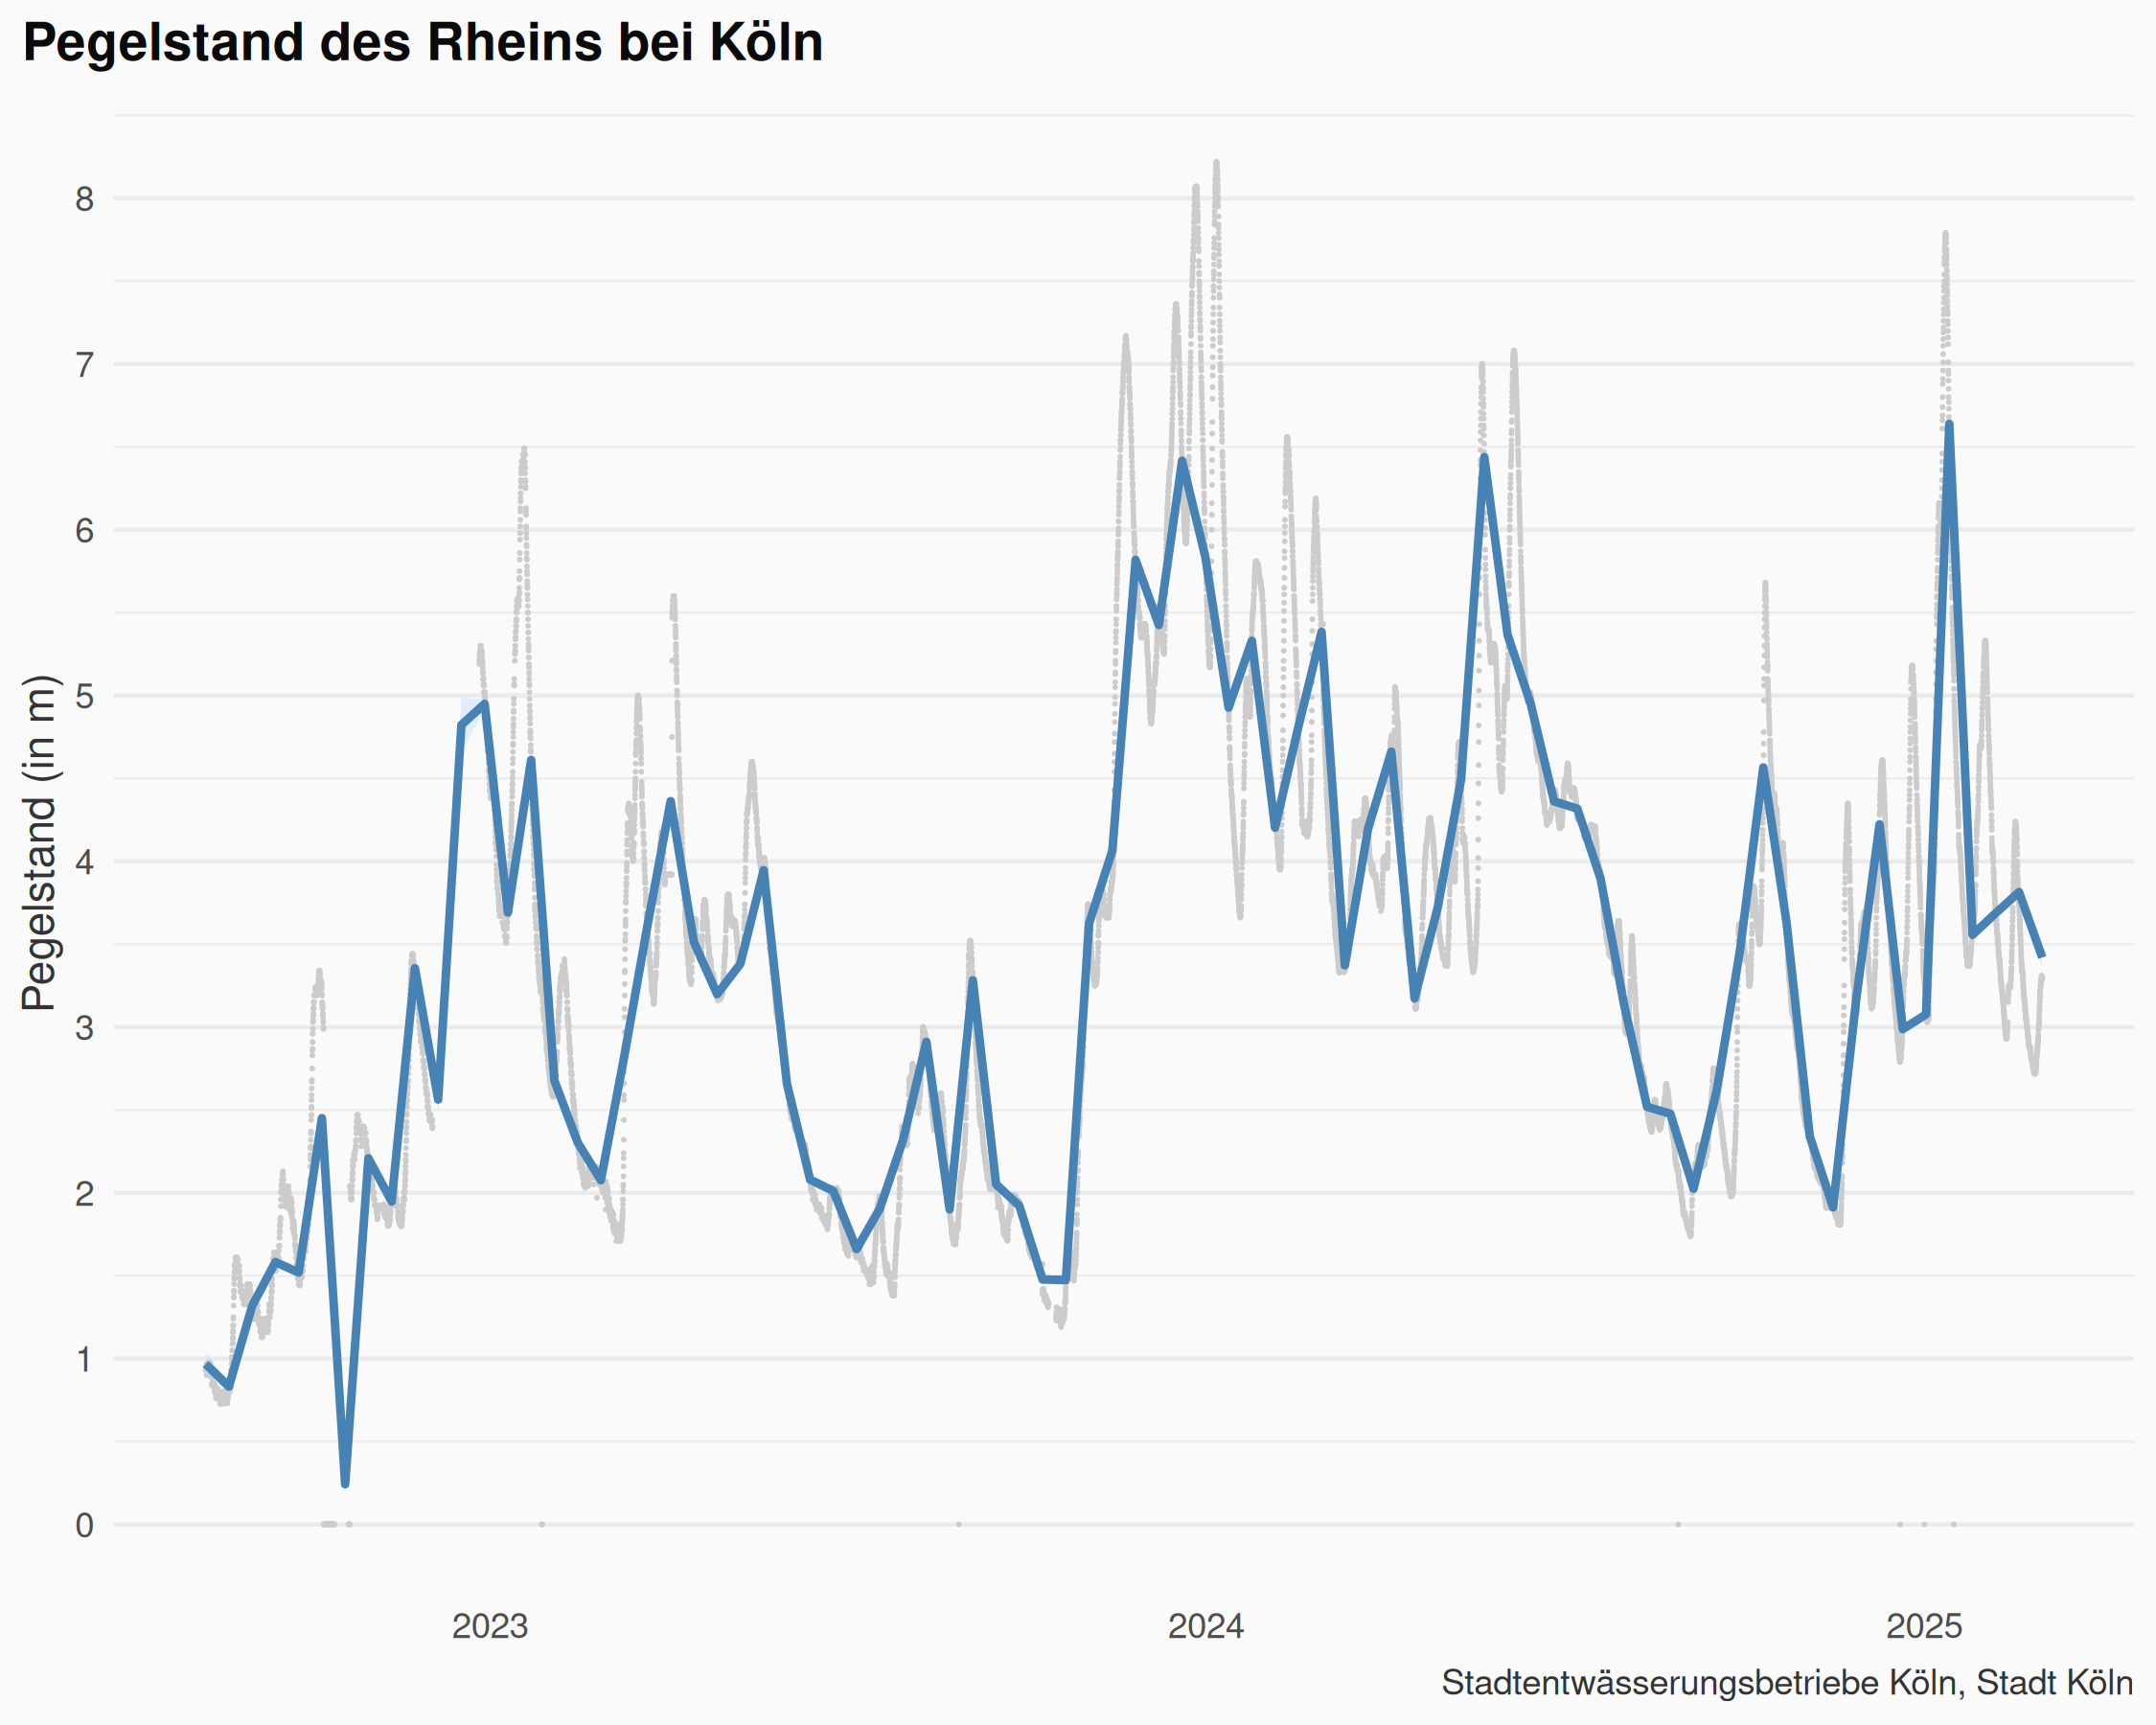 Pegelstand des Rheins bei Köln
Pegelstand (in m)
8
7
6
5
4
3
2
1
0
2023 2024 2025
Stadtentwässerungsbetriebe Köln, Stadt Köln